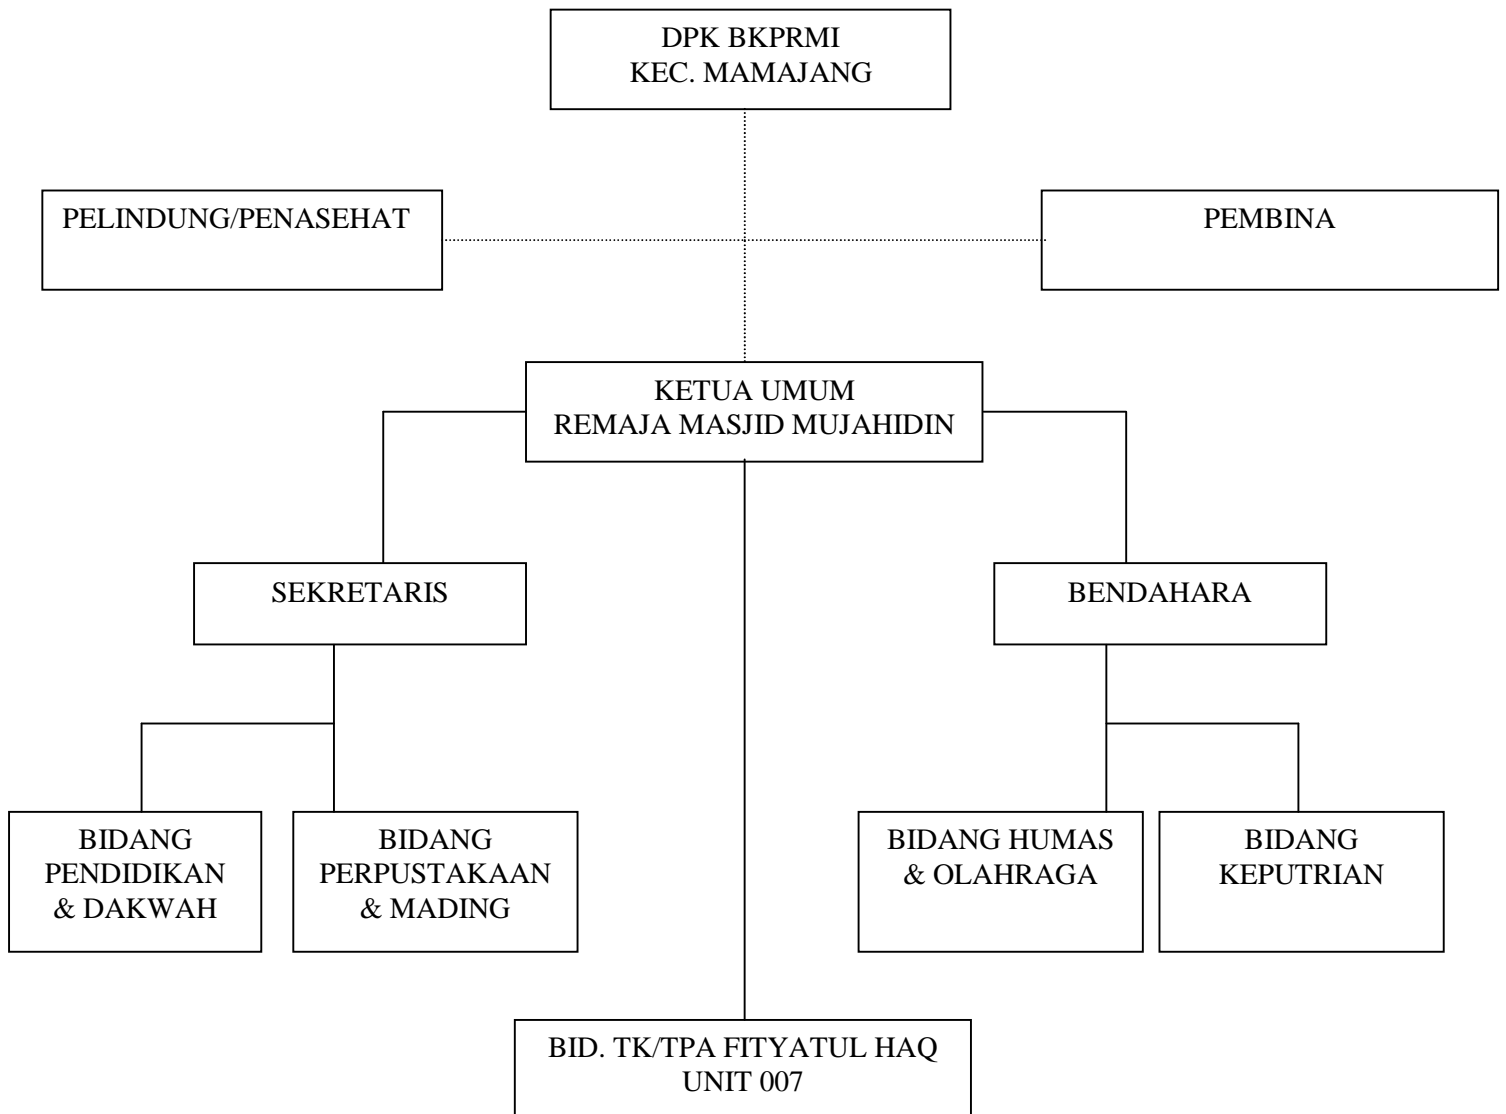 DPK BKPRMI
KEC. MAMAJANG
PELINDUNG/PENASEHAT
PEMBINA
KETUA UMUM
REMAJA MASJID MUJAHIDIN
SEKRETARIS
BENDAHARA
BIDANG
PENDIDIKAN
& DAKWAH
BIDANG
PERPUSTAKAAN
& MADING
BIDANG HUMAS
& OLAHRAGA
BIDANG
KEPUTRIAN
BID. TK/TPA FITYATUL HAQ
UNIT 007